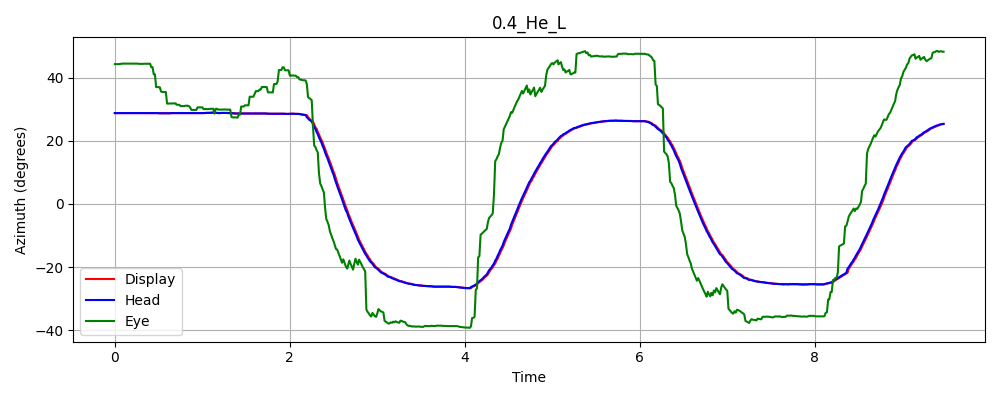 0.4_He_L
Azimuth (degrees)
40
20
0
−20
−40
Display
Head
Eye
0 2 4 6 8
Time